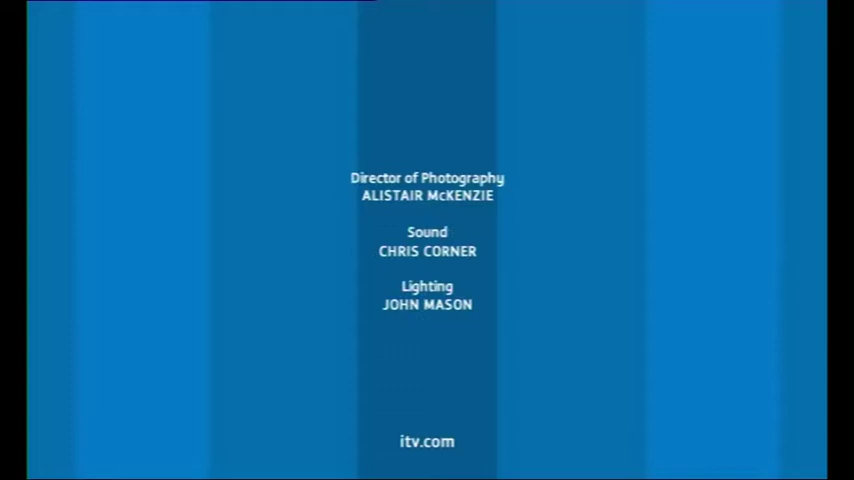 Director of Photography
ALISTAIR McKENZIE
Sound
CHRIS CORNER
Lighting
JOHN MASON
itv.com